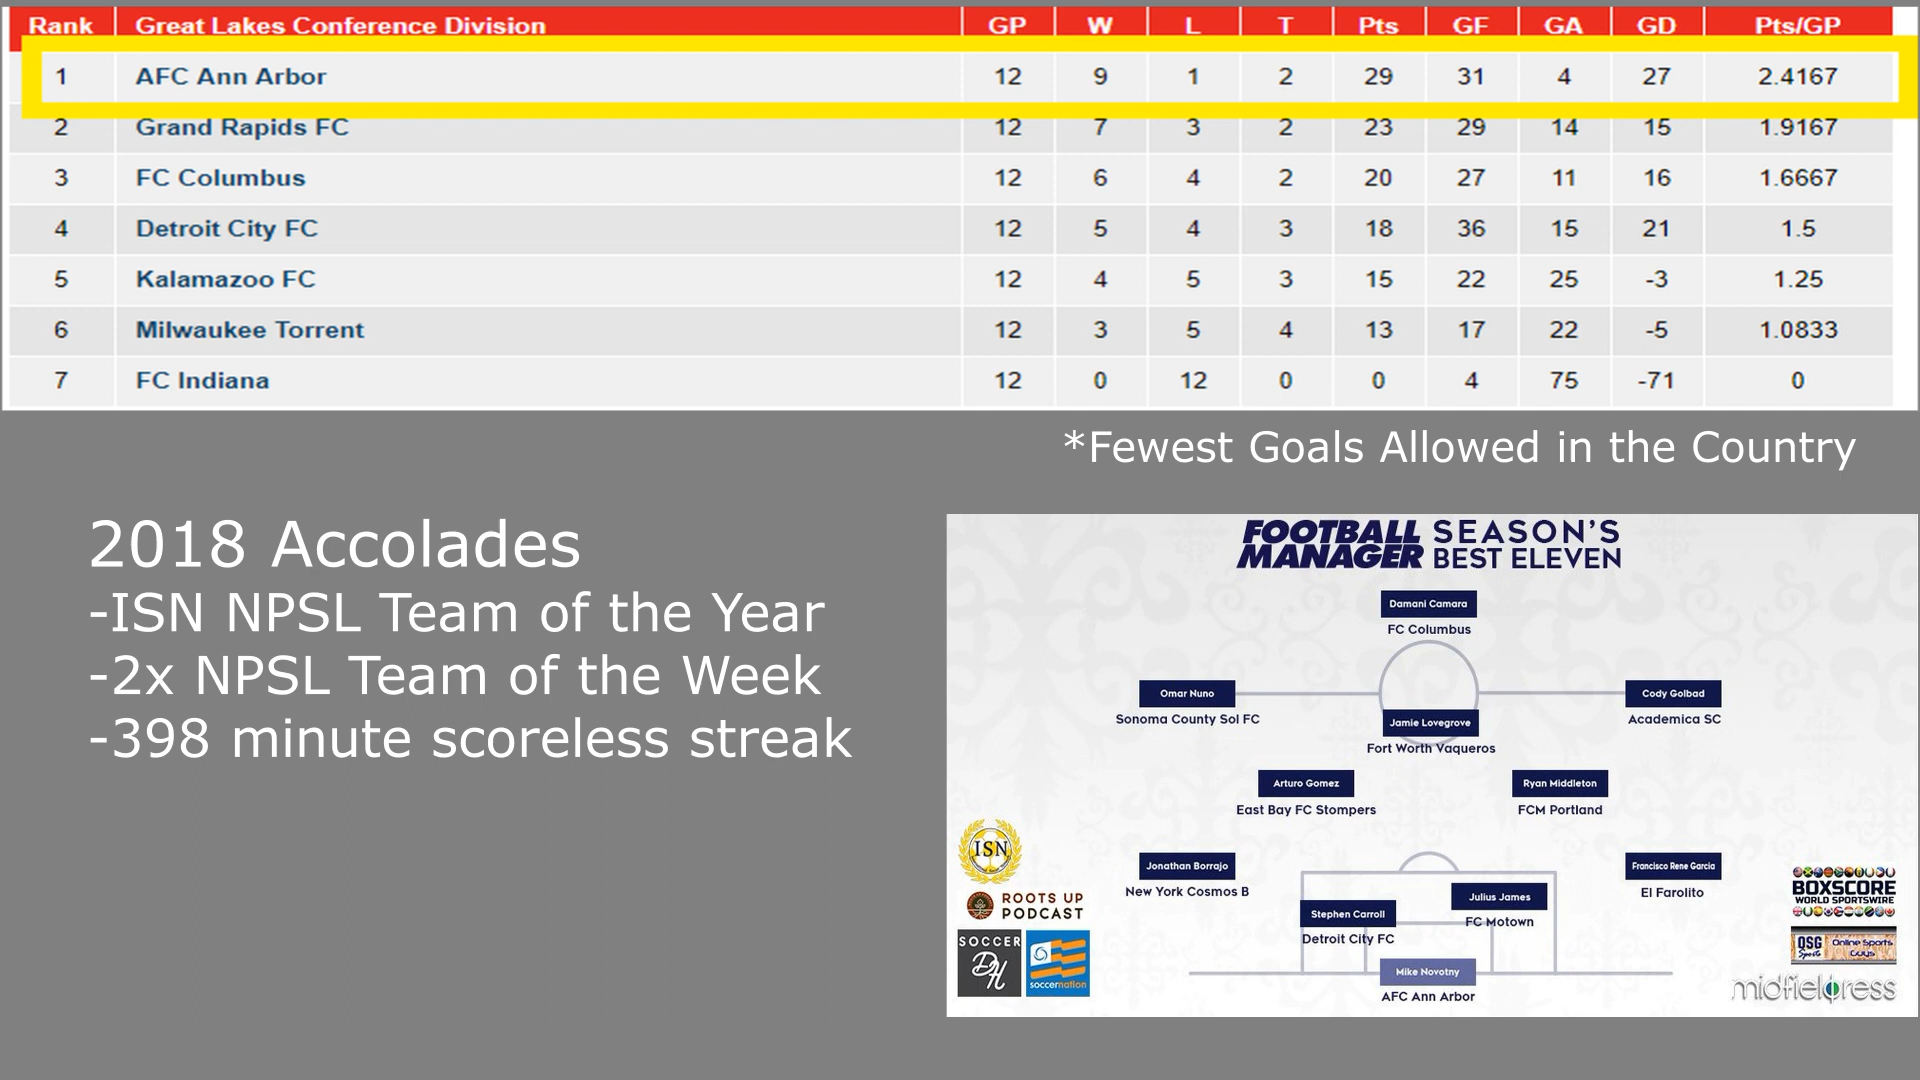 Rank Great Lakes Conference Division GP W L T Pts GF GA GD Pts/GP
1 AFC Ann Arbor 12 9 1 2 29 31 4 27 2.4167
2 Grand Rapids FC 12 7 3 2 23 29 14 15 1.9167
3 FC Columbus 12 6 4 2 20 27 11 16 1.6667
4 Detroit City FC 12 5 4 3 18 36 15 21 1.5
5 Kalamazoo FC 12 4 5 3 15 22 25 -3 1.25
6 Milwaukee Torrent 12 3 5 4 13 17 22 -5 1.0833
7 FC Indiana 12 0 12 0 0 4 75 -71 0
*Fewest Goals Allowed in the Country
2018 Accolades
-ISN NPSL Team of the Year
-2x NPSL Team of the Week
-398 minute scoreless streak
FOOTBALL MANAGER
SEASON'S
BEST ELEVEN
Damani Camara
FC Columbus
Omar Nuno
Sonoma County Sol FC
Cody Golbad
Academica SC
Jamie Lovegrove
Fort Worth Vaqueros
Arturo Gomez
East Bay FC Stompers
Ryan Middleton
FCM Portland
Jonathan Borrajo
New York Cosmos B
Francisco Rene Garcia
El Farolito
Julius James
FC Motown
Stephen Carroll
Detroit City FC
Mike Novotny
AFC Ann Arbor
ISN
ROOTS UP
PODCAST
SOCCER
DH
soccernation
BOXSCORE
WORLD SPORTSWIRE
OSG
Sports
Online Sports
Guys
midfieldpress